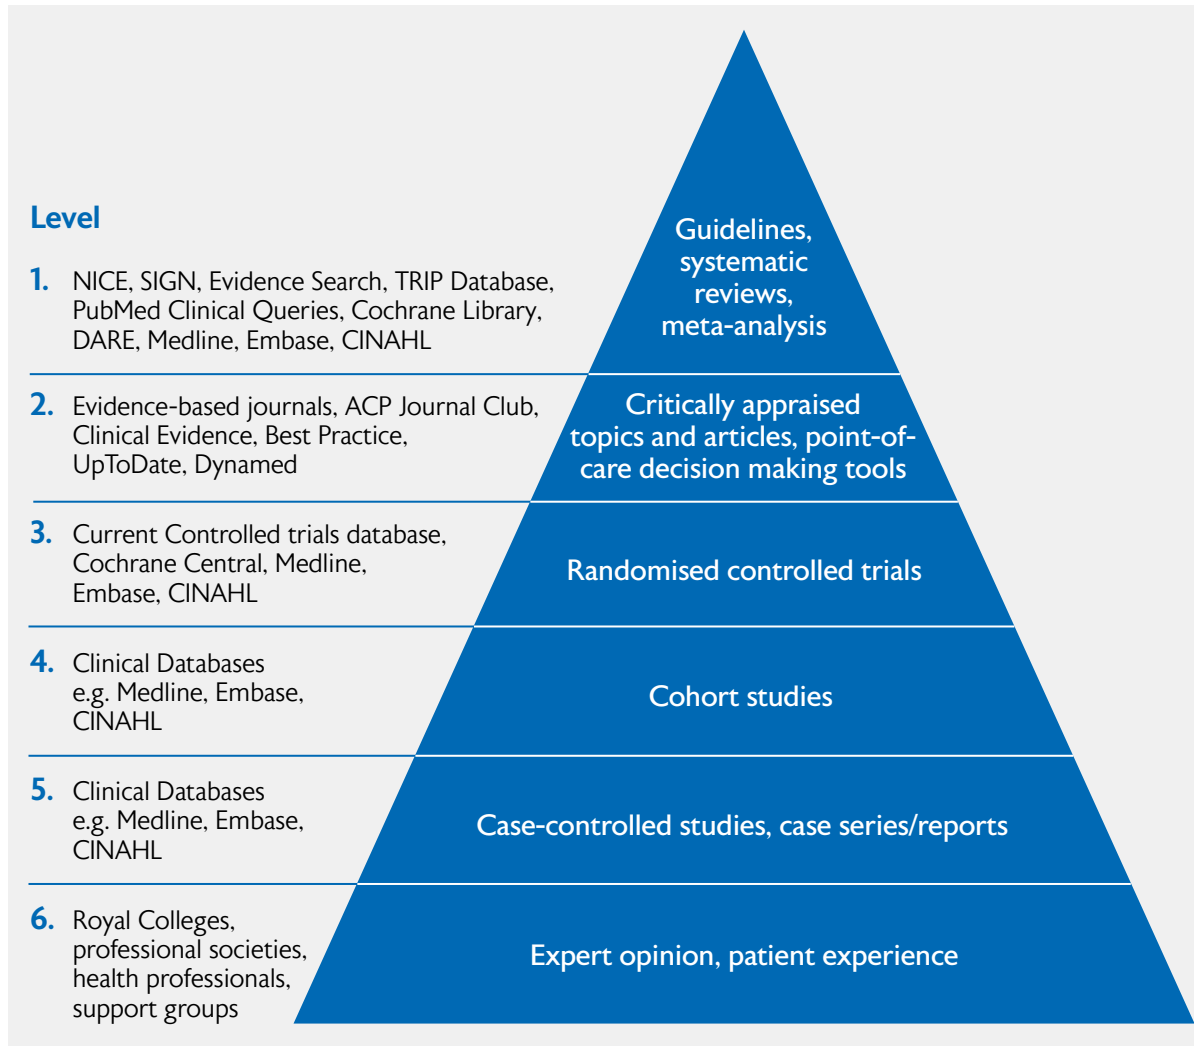 Level
1. NICE, SIGN, Evidence Search, TRIP Database,
PubMed Clinical Queries, Cochrane Library,
DARE, Medline, Embase, CINAHL
Guidelines,
systematic
reviews,
meta-analysis
2. Evidence-based journals, ACP Journal Club,
Clinical Evidence, Best Practice,
UpToDate, Dynamed
Critically appraised
topics and articles, point-of-
care decision making tools
3. Current Controlled trials database,
Cochrane Central, Medline,
Embase, CINAHL
Randomised controlled trials
4. Clinical Databases
e.g. Medline, Embase,
CINAHL
Cohort studies
5. Clinical Databases
e.g. Medline, Embase,
CINAHL
Case-controlled studies, case series/reports
6. Royal Colleges,
professional societies,
health professionals,
support groups
Expert opinion, patient experience